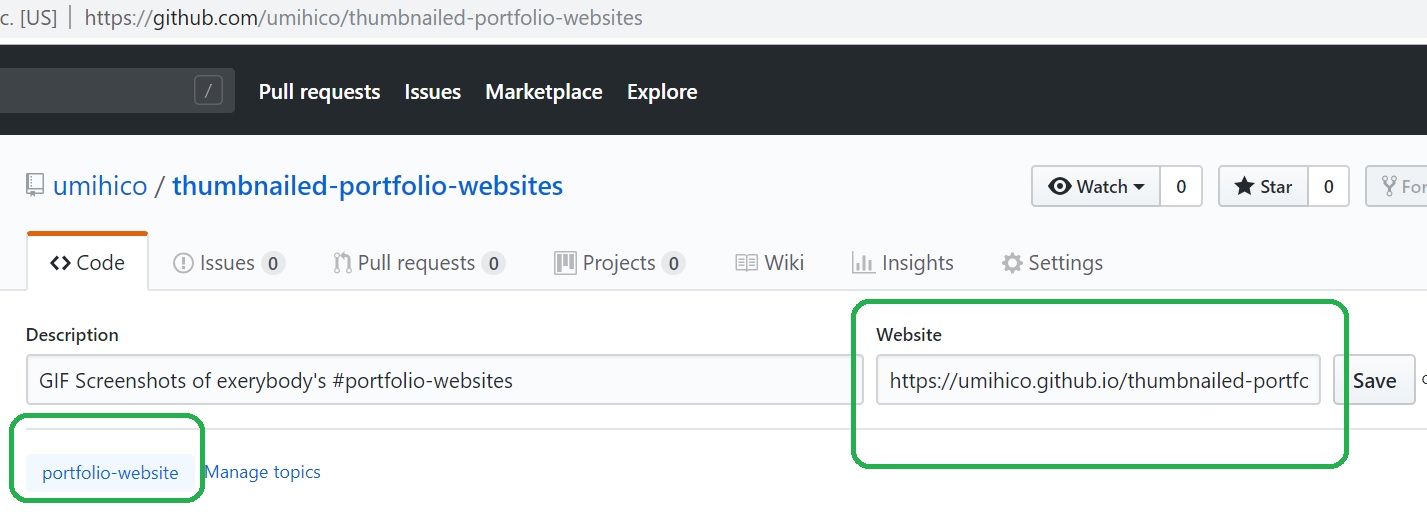 c. [US] | https://github.com/umihico/thumbnailed-portfolio-websites
/ Pull requests Issues Marketplace Explore
umihico / thumbnailed-portfolio-websites Watch 0 Star 0 For
Code Issues 0 Pull requests 0 Projects 0 Wiki Insights Settings
Description Website
GIF Screenshots of exerybody's #portfolio-websites https://umihico.github.io/thumbnailed-portfc Save
portfolio-website Manage topics